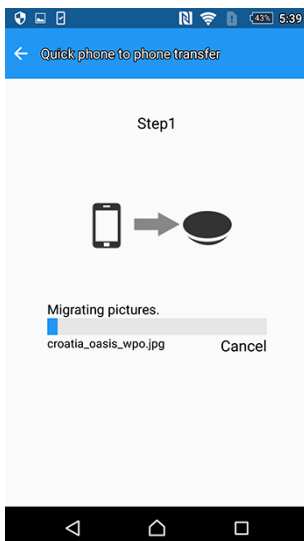 43% 5:39
Quick phone to phone transfer
Step1
Migrating pictures.
croatia_oasis_wpo.jpg
Cancel